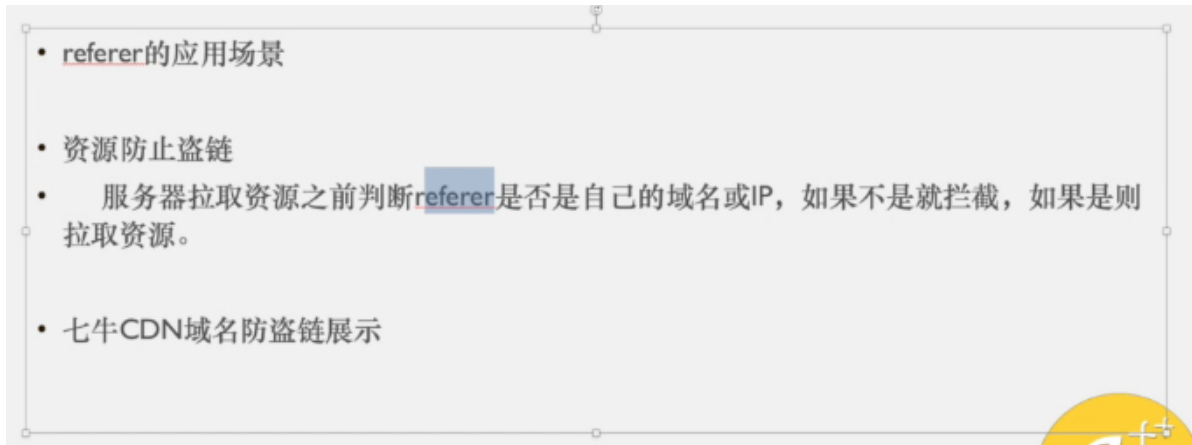 • referer的应用场景
• 资源防止盗链
• 服务器拉取资源之前判断referer是否是自己的域名或IP，如果不是就拦截，如果是则
拉取资源。
• 七牛CDN域名防盗链展示